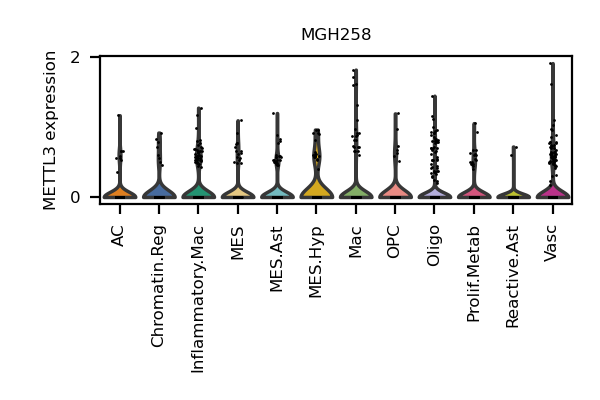 MGH258
METTL3 expression
2
0
AC
Chromatin.Reg
Inflammatory.Mac
MES
MES.Ast
MES.Hyp
Mac
OPC
Oligo
Prolif.Metab
Reactive.Ast
Vasc